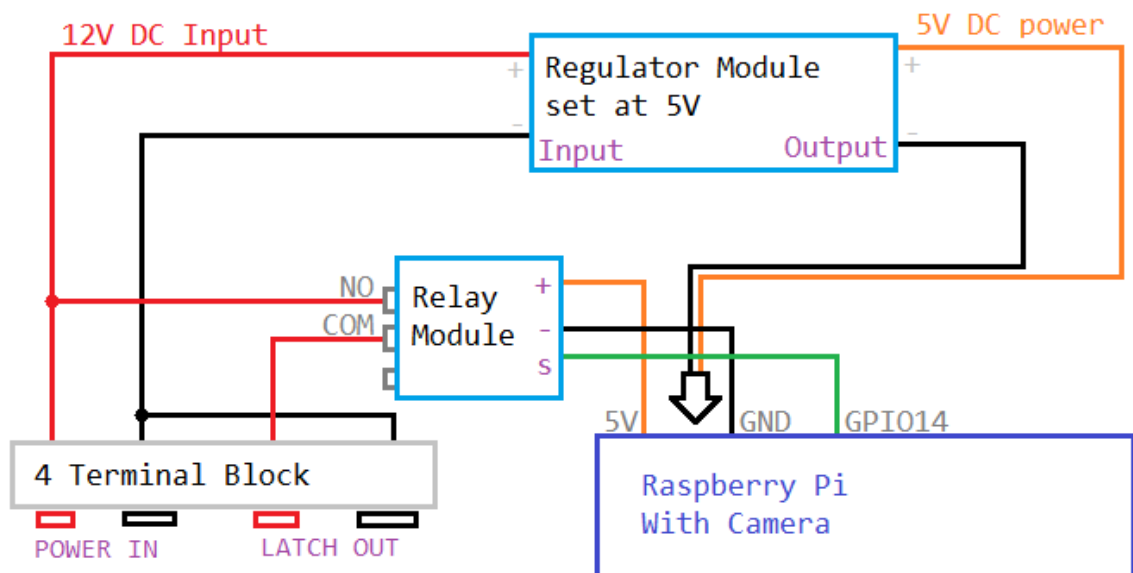 12V DC Input
5V DC power
+
Regulator Module
set at 5V
+
-
-
Input
Output
NO
Relay
Module
+
COM
-
s
5V
GND
GPIO14
4 Terminal Block
Raspberry Pi
With Camera
POWER IN
LATCH OUT